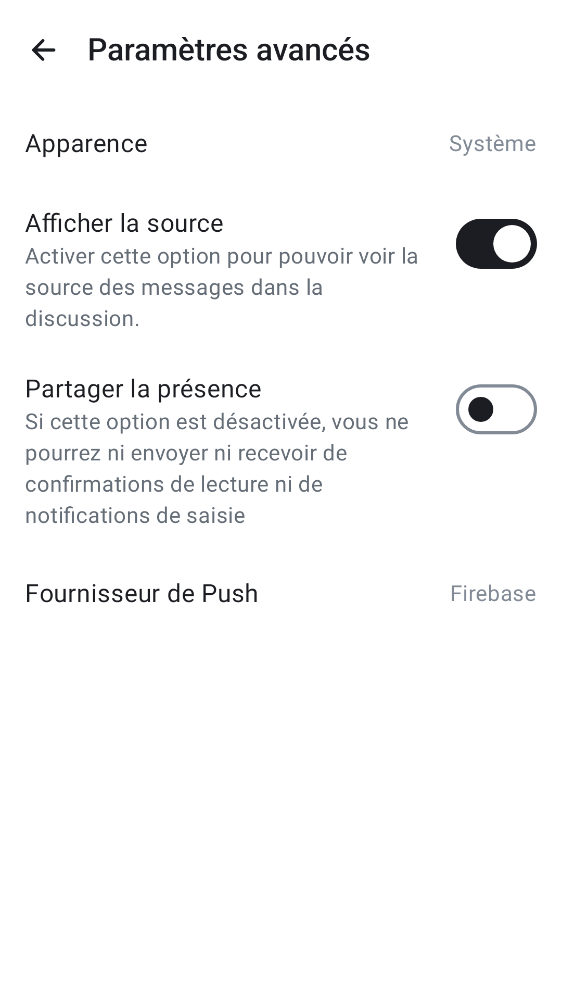 Paramètres avancés
Apparence
Système
Afficher la source
Activer cette option pour pouvoir voir la
source des messages dans la
discussion.
Partager la présence
Si cette option est désactivée, vous ne
pourrez ni envoyer ni recevoir de
confirmations de lecture ni de
notifications de saisie
Fournisseur de Push
Firebase